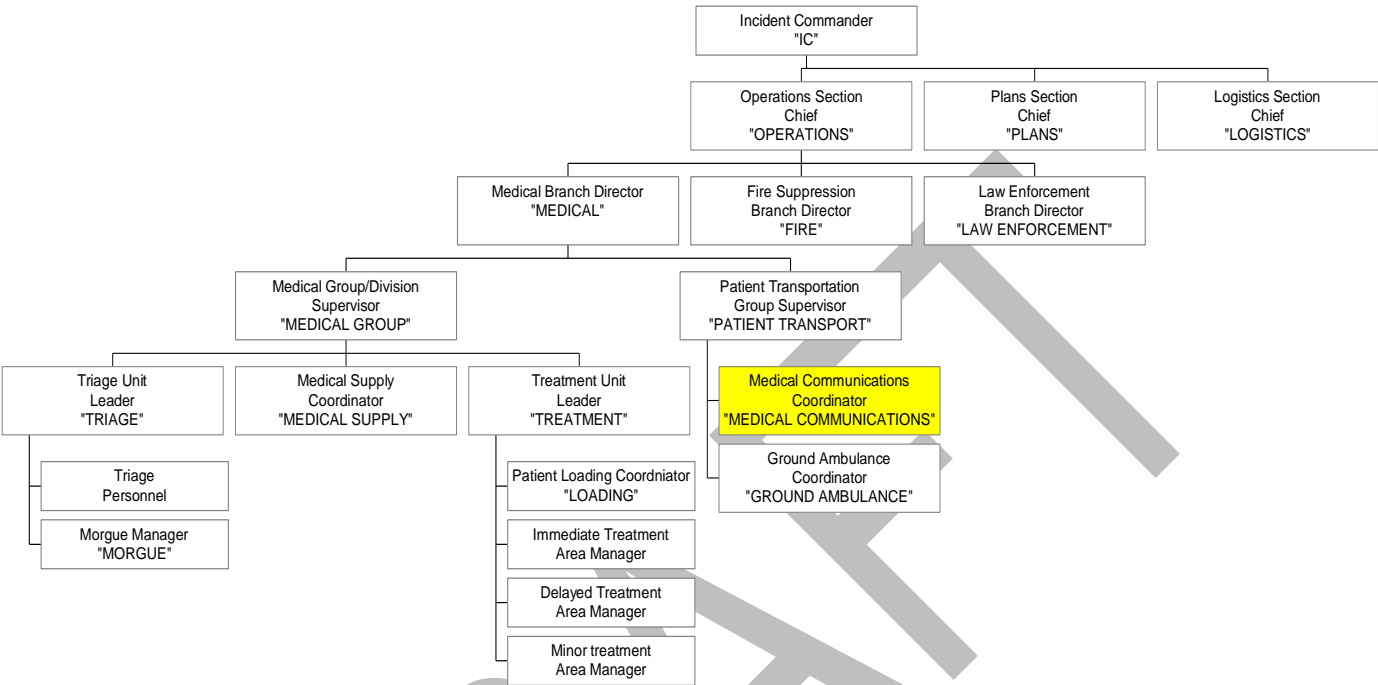 Incident Commander
"IC"
Operations Section
Chief
"OPERATIONS"
Plans Section
Chief
"PLANS"
Logistics Section
Chief
"LOGISTICS"
Medical Branch Director
"MEDICAL"
Fire Suppression
Branch Director
"FIRE"
Law Enforcement
Branch Director
"LAW ENFORCEMENT"
Medical Group/Division
Supervisor
"MEDICAL GROUP"
Patient Transportation
Group Supervisor
"PATIENT TRANSPORT"
Triage Unit
Leader
"TRIAGE"
Medical Supply
Coordinator
"MEDICAL SUPPLY"
Treatment Unit
Leader
"TREATMENT"
Medical Communications
Coordinator
"MEDICAL COMMUNICATIONS"
Ground Ambulance
Coordinator
"GROUND AMBULANCE"
Triage
Personnel
Morgue Manager
"MORGUE"
Patient Loading Coordniator
"LOADING"
Immediate Treatment
Area Manager
Delayed Treatment
Area Manager
Minor treatment
Area Manager